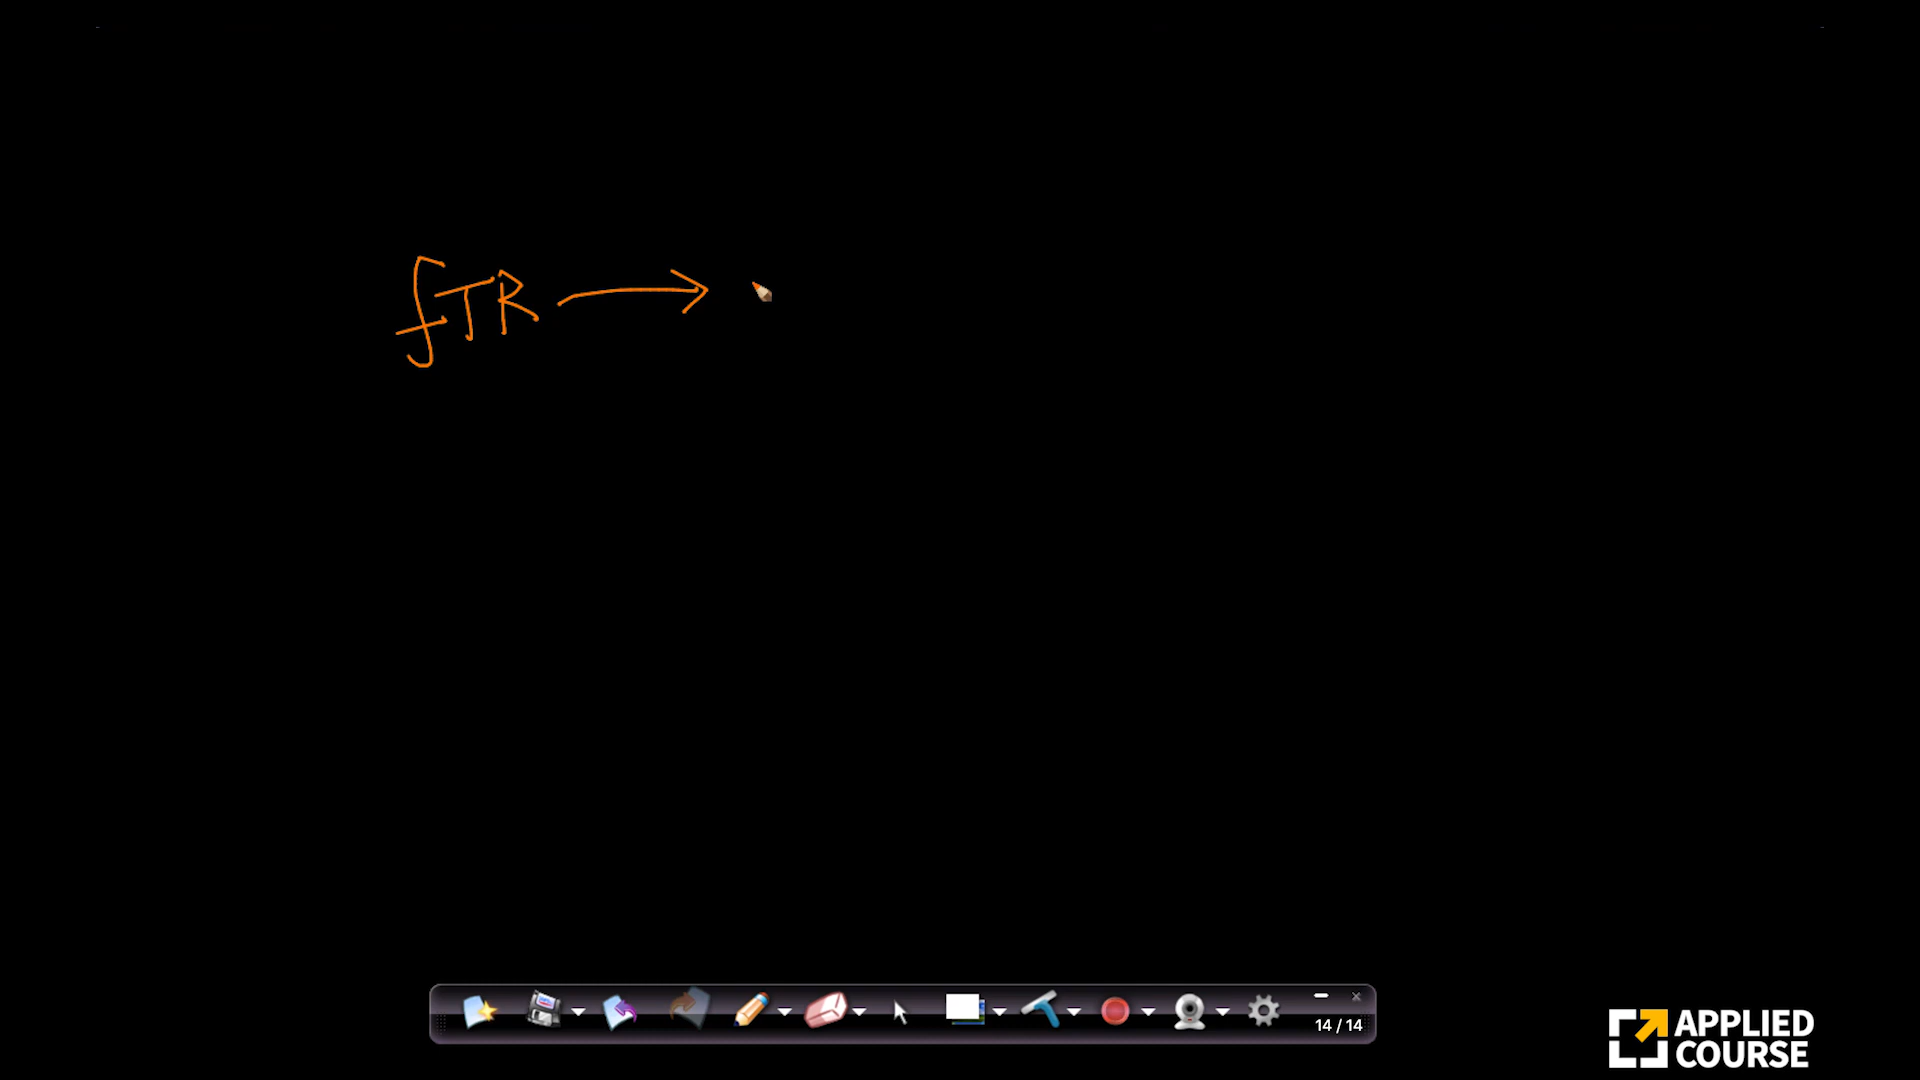 fTR →
14 / 14
APPLIED
COURSE